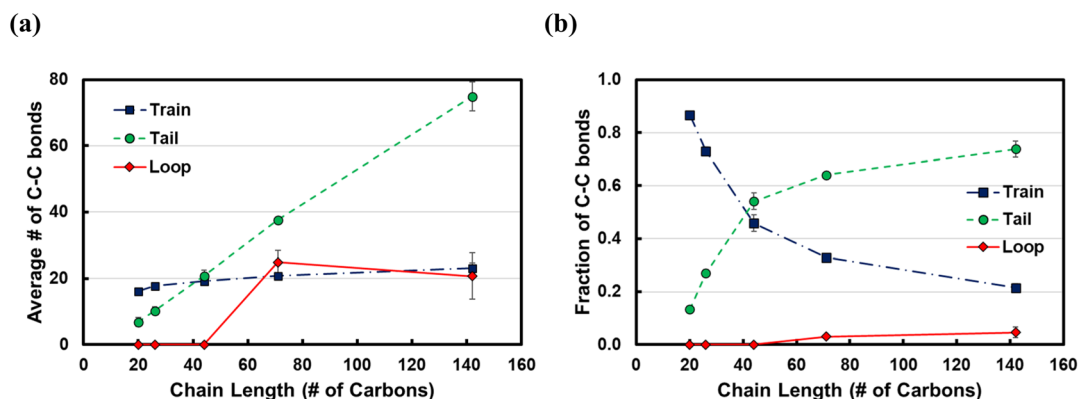 (a)
(b)
Average # of C-C bonds
80
60
40
20
0
Train
Tail
Loop
0 20 40 60 80 100 120 140 160
Chain Length (# of Carbons)
Fraction of C-C bonds
1.0
0.8
0.6
0.4
0.2
0.0
Train
Tail
Loop
0 20 40 60 80 100 120 140 160
Chain Length (# of Carbons)